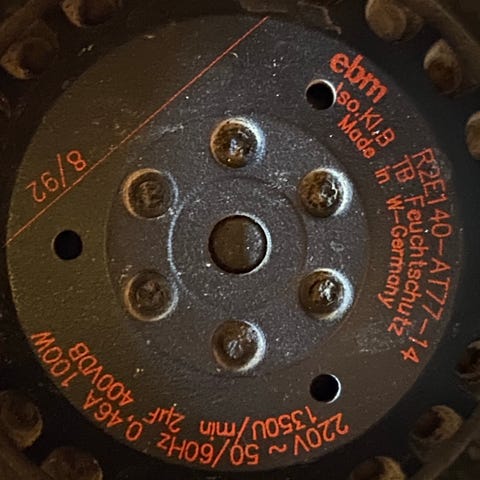 ebm R2E140-AT77-14
Iso.Kl.B TB Feuchtschutz
Made in W-Germany
220V ~ 50/60Hz 0,46A 100W
1350U/min 2µF 400VDB
8/92